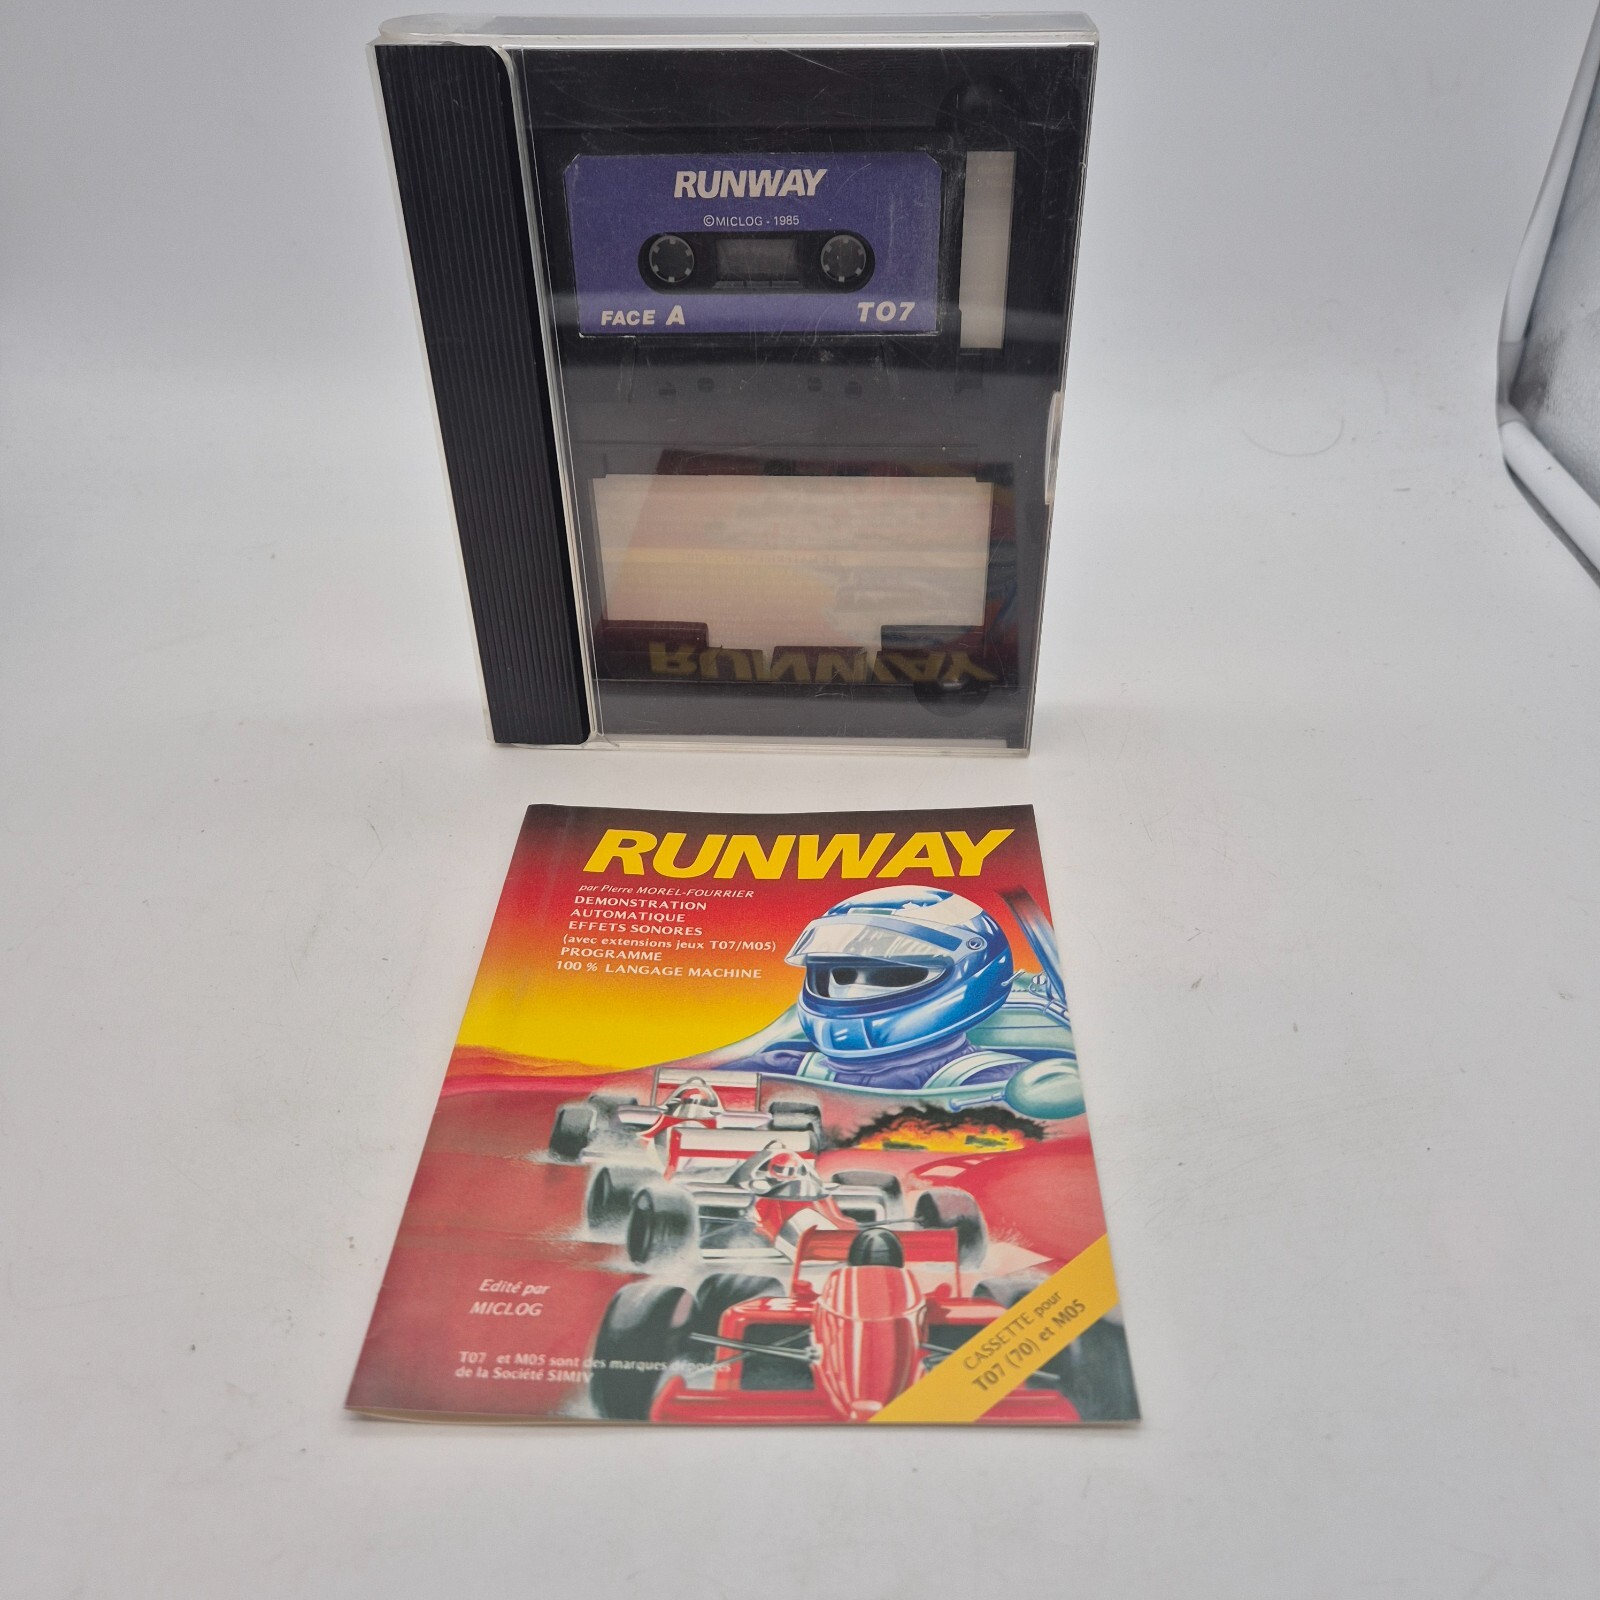 RUNWAY
©MICLOG - 1985
FACE A
TO7
RUNWAY
RUNWAY
par Pierre MOREL-FOURRIER
DEMONSTRATION
AUTOMATIQUE
EFFETS SONORES
(avec extensions jeux T07/M05)
PROGRAMME
100 % LANGAGE MACHINE
Edité par
MICLOG
T07 et M05 sont des marques déposées
de la Société SIMIV
CASSETTE pour
T07 (70) et M05